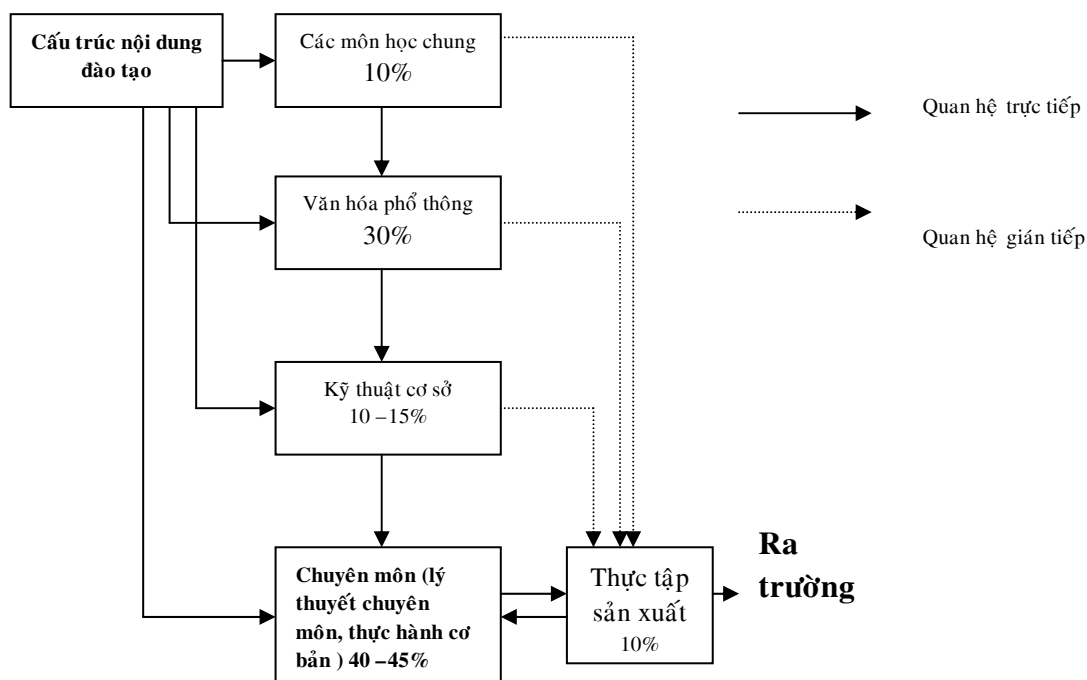 Cấu trúc nội dung
đào tạo
Các môn học chung
10%
Quan hệ trực tiếp
Văn hóa phổ thông
30%
Quan hệ gián tiếp
Kỹ thuật cơ sở
10 –15%
Chuyên môn (lý
thuyết chuyên
môn, thực hành cơ
bản ) 40 –45%
Thực tập
sản xuất
10%
Ra
trường